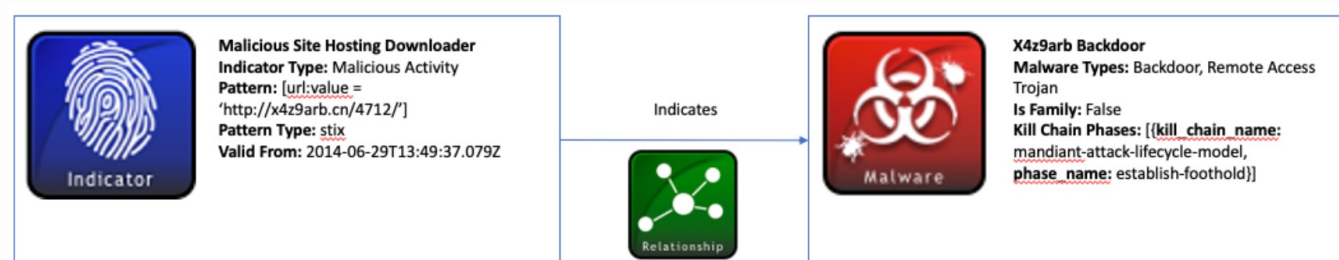 Malicious Site Hosting Downloader
Indicator Type: Malicious Activity
Pattern: [url:value =
‘http://x4z9arb.cn/4712/’]
Pattern Type: stix
Valid From: 2014-06-29T13:49:37.079Z
Indicator
Indicates
Relationship
X4z9arb Backdoor
Malware Types: Backdoor, Remote Access
Trojan
Is Family: False
Kill Chain Phases: [{kill_chain_name:
mandiant-attack-lifecycle-model,
phase_name: establish-foothold}]
Malware